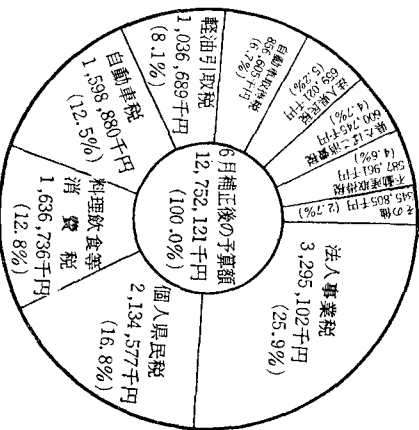 6月補正後の予算額
12,752,121千円
(100.0%)
法人事業税
3,295,102千円
(25.9%)
個人県民税
2,134,577千円
(16.8%)
料理飲食等
消費税
1,636,736千円
(12.8%)
自動車税
1,598,880千円
(12.5%)
軽油引取税
1,036,689千円
(8.1%)
自動車取得税
856,605千円
(6.7%)
法人県民税
659,021千円
(5.2%)
県たばこ消費税
600,745千円
(4.7%)
不動産取得税
587,961千円
(4.6%)
その他
345,805千円 (2.7%)